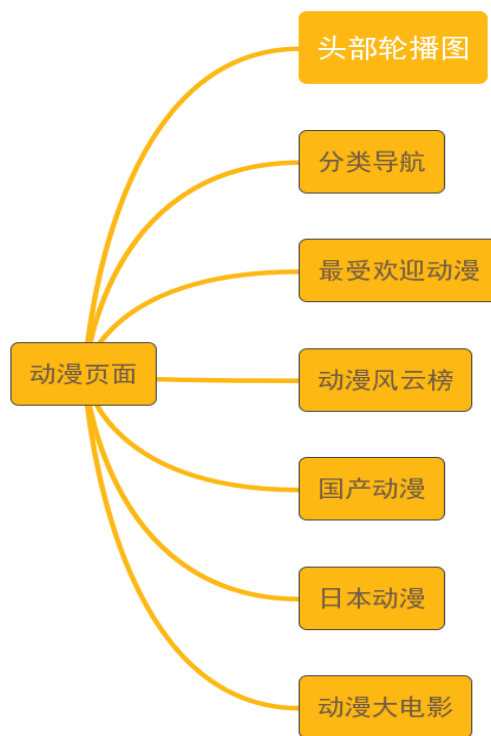 头部轮播图
分类导航
最受欢迎动漫
动漫页面
动漫风云榜
国产动漫
日本动漫
动漫大电影